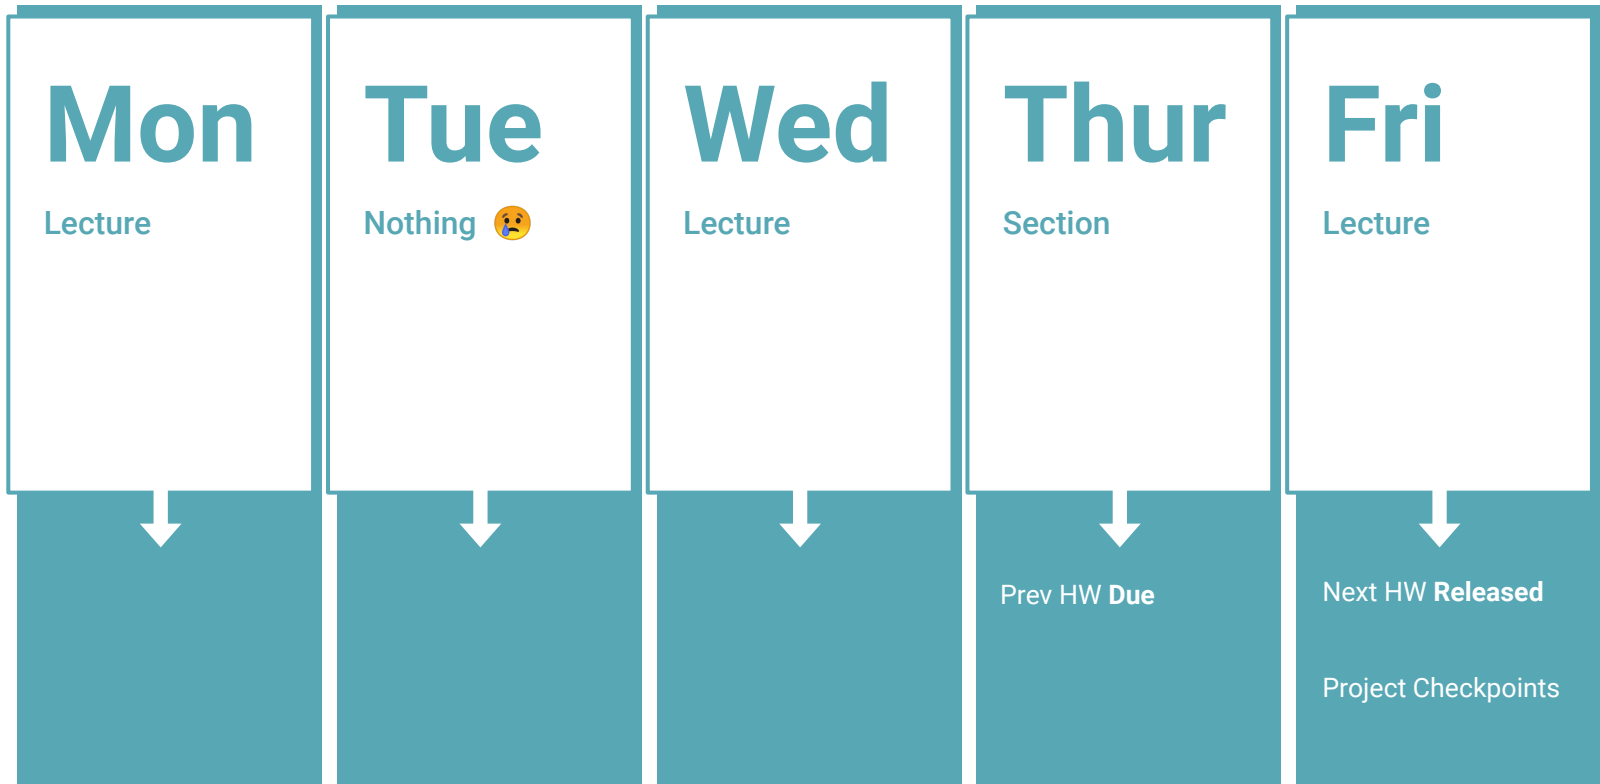 Mon
Lecture
Tue
Nothing 😢
Wed
Lecture
Thur
Section
Prev HW Due
Fri
Lecture
Next HW Released
Project Checkpoints